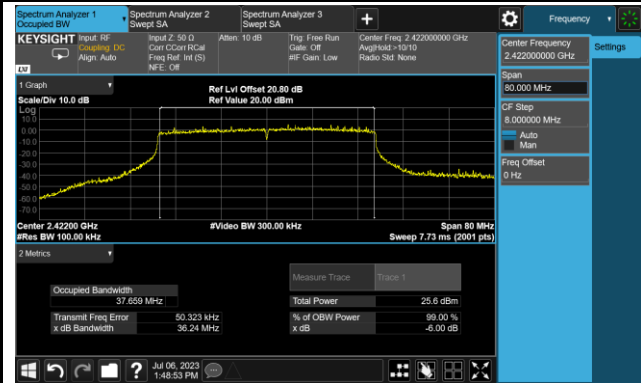 Spectrum Analyzer 1
Occupied BW
Spectrum Analyzer 2
Swept SA
Spectrum Analyzer 3
Swept SA
+
Frequency
KEYSIGHT
LXI
Input: RF
Coupling: DC
Align: Auto
Input Z: 50 Ω
Corr CCorr RCal
Freq Ref: Int (S)
NFE: Off
Atten: 10 dB
Trig: Free Run
Gate: Off
#IF Gain: Low
Center Freq: 2.422000000 GHz
Avg|Hold:>10/10
Radio Std: None
Center Frequency
2.422000000 GHz
Settings
Span
80.000 MHz
CF Step
8.000000 MHz
Auto
Man
Freq Offset
0 Hz
1 Graph
Scale/Div 10.0 dB
Ref Lvl Offset 20.80 dB
Ref Value 20.00 dBm
Log
10.0
0.00
-10.0
-20.0
-30.0
-40.0
-50.0
-60.0
-70.0
Center 2.42200 GHz
#Res BW 100.00 kHz
#Video BW 300.00 kHz
Span 80 MHz
Sweep 7.73 ms (2001 pts)
2 Metrics
Measure Trace
Trace 1
Occupied Bandwidth
37.659 MHz
Total Power
25.6 dBm
Transmit Freq Error
50.323 kHz
% of OBW Power
99.00 %
x dB Bandwidth
36.24 MHz
x dB
-6.00 dB
?
Jul 06, 2023
1:48:53 PM